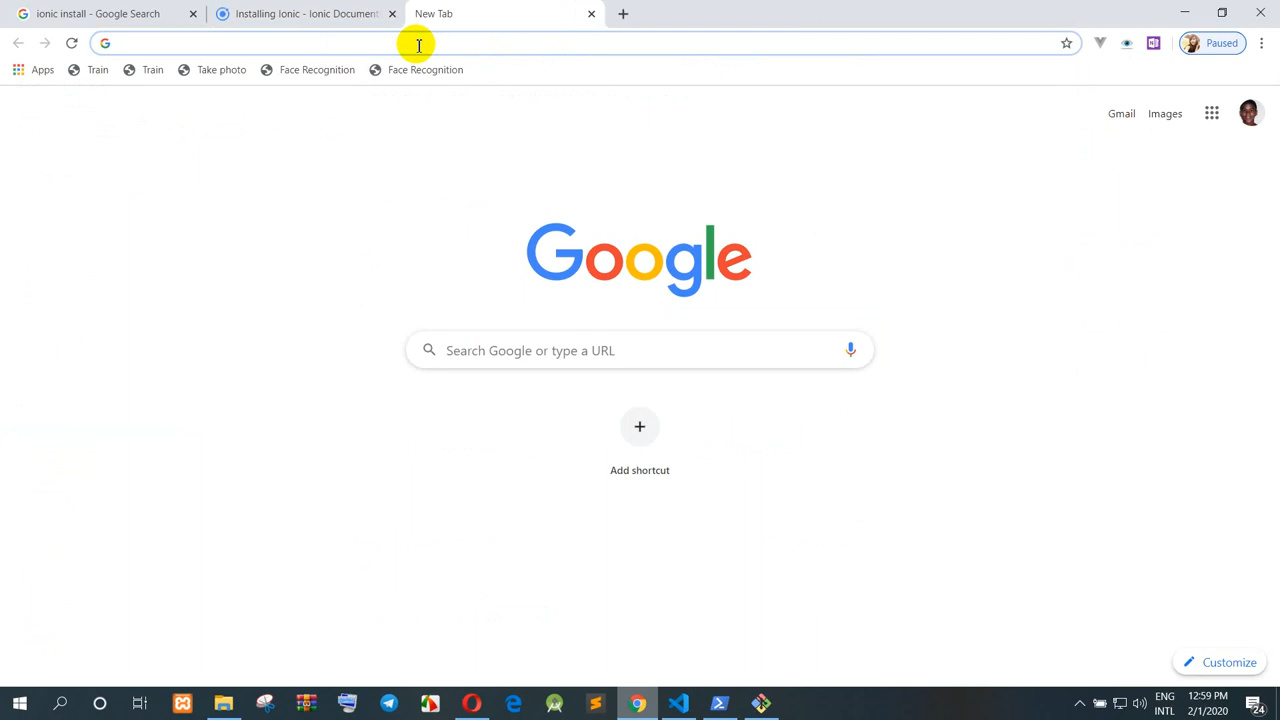 ionic install - Google Search
Installing Ionic - Ionic Document
New Tab
Paused
Apps
Train
Train
Take photo
Face Recognition
Face Recognition
Gmail
Images
Google
Search Google or type a URL
Add shortcut
Customize
ENG
INTL
12:59 PM
2/1/2020
24